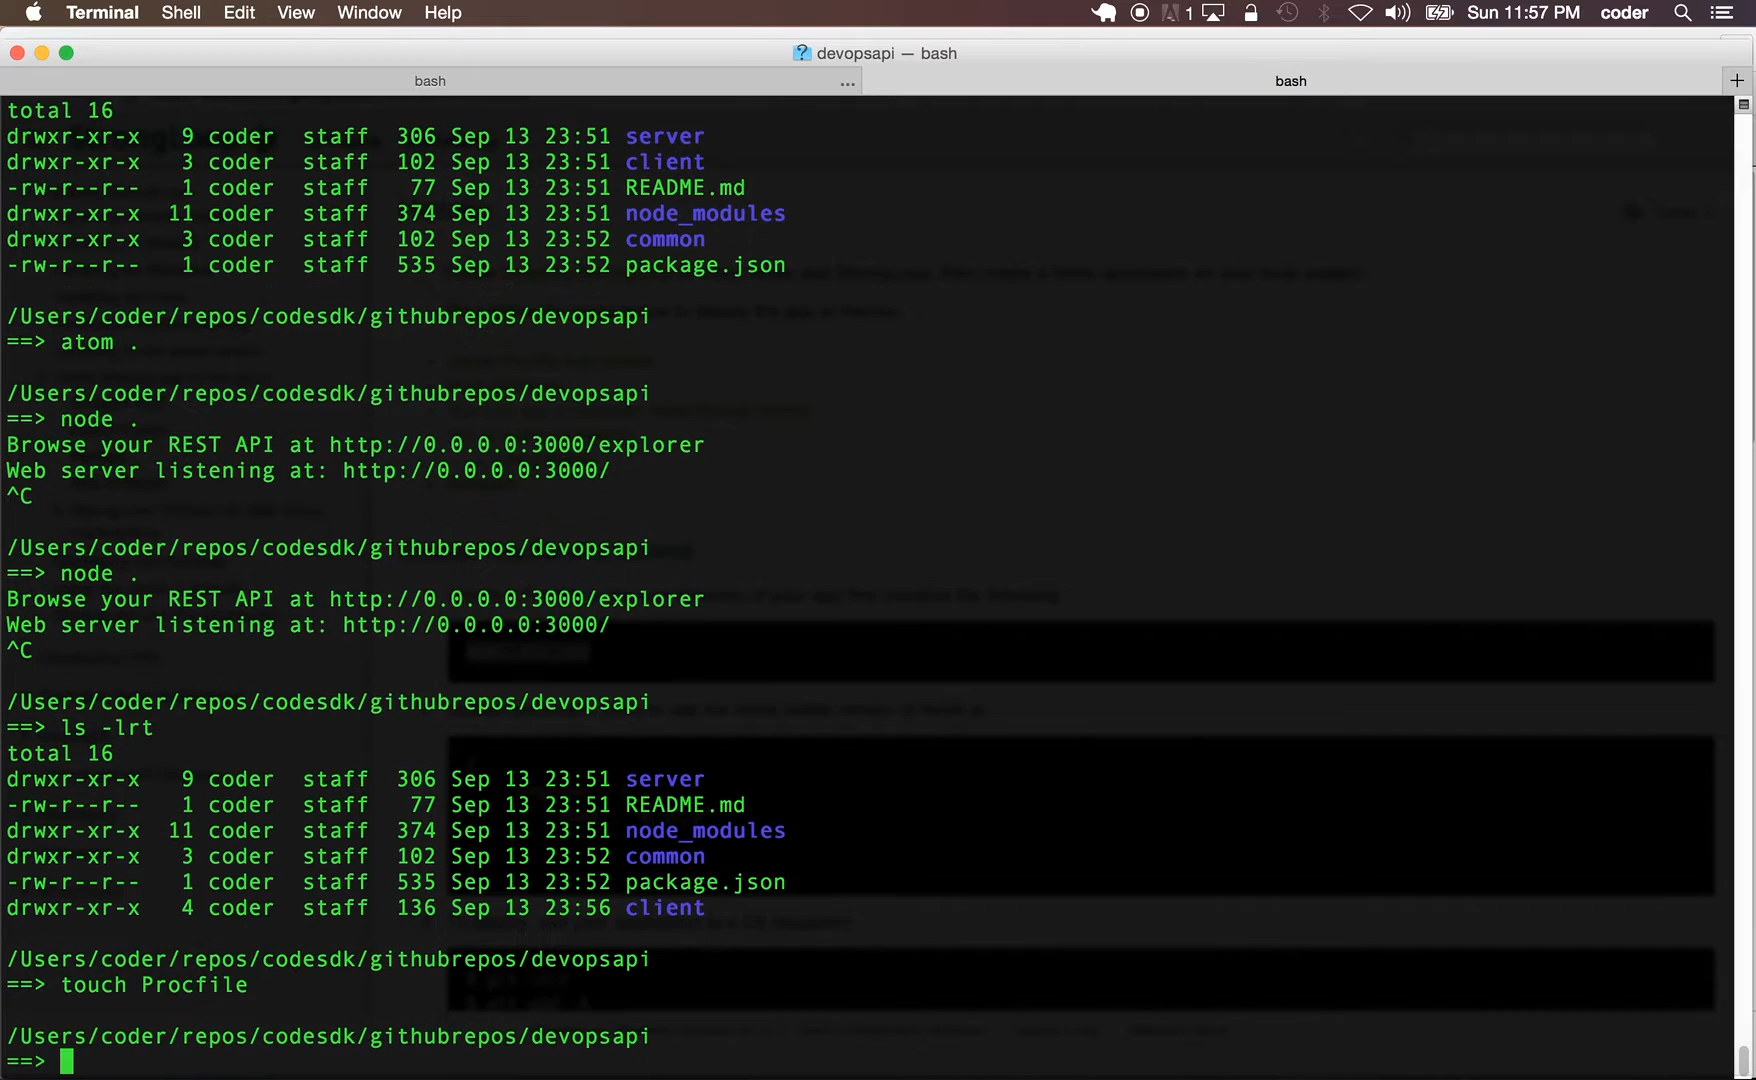 Terminal Shell Edit View Window Help 1 Sun 11:57 PM coder
devopsapi — bash
bash ... bash +
total 16
drwxr-xr-x 9 coder staff 306 Sep 13 23:51 server
drwxr-xr-x 3 coder staff 102 Sep 13 23:51 client
-rw-r--r-- 1 coder staff 77 Sep 13 23:51 README.md
drwxr-xr-x 11 coder staff 374 Sep 13 23:51 node_modules
drwxr-xr-x 3 coder staff 102 Sep 13 23:52 common
-rw-r--r-- 1 coder staff 535 Sep 13 23:52 package.json
/Users/coder/repos/codesdk/githubrepos/devopsapi
==> atom .
/Users/coder/repos/codesdk/githubrepos/devopsapi
==> node .
Browse your REST API at http://0.0.0.0:3000/explorer
Web server listening at: http://0.0.0.0:3000/
^C
/Users/coder/repos/codesdk/githubrepos/devopsapi
==> node .
Browse your REST API at http://0.0.0.0:3000/explorer
Web server listening at: http://0.0.0.0:3000/
^C
/Users/coder/repos/codesdk/githubrepos/devopsapi
==> ls -lrt
total 16
drwxr-xr-x 9 coder staff 306 Sep 13 23:51 server
-rw-r--r-- 1 coder staff 77 Sep 13 23:51 README.md
drwxr-xr-x 11 coder staff 374 Sep 13 23:51 node_modules
drwxr-xr-x 3 coder staff 102 Sep 13 23:52 common
-rw-r--r-- 1 coder staff 535 Sep 13 23:52 package.json
drwxr-xr-x 4 coder staff 136 Sep 13 23:56 client
/Users/coder/repos/codesdk/githubrepos/devopsapi
==> touch Procfile
/Users/coder/repos/codesdk/githubrepos/devopsapi
==>